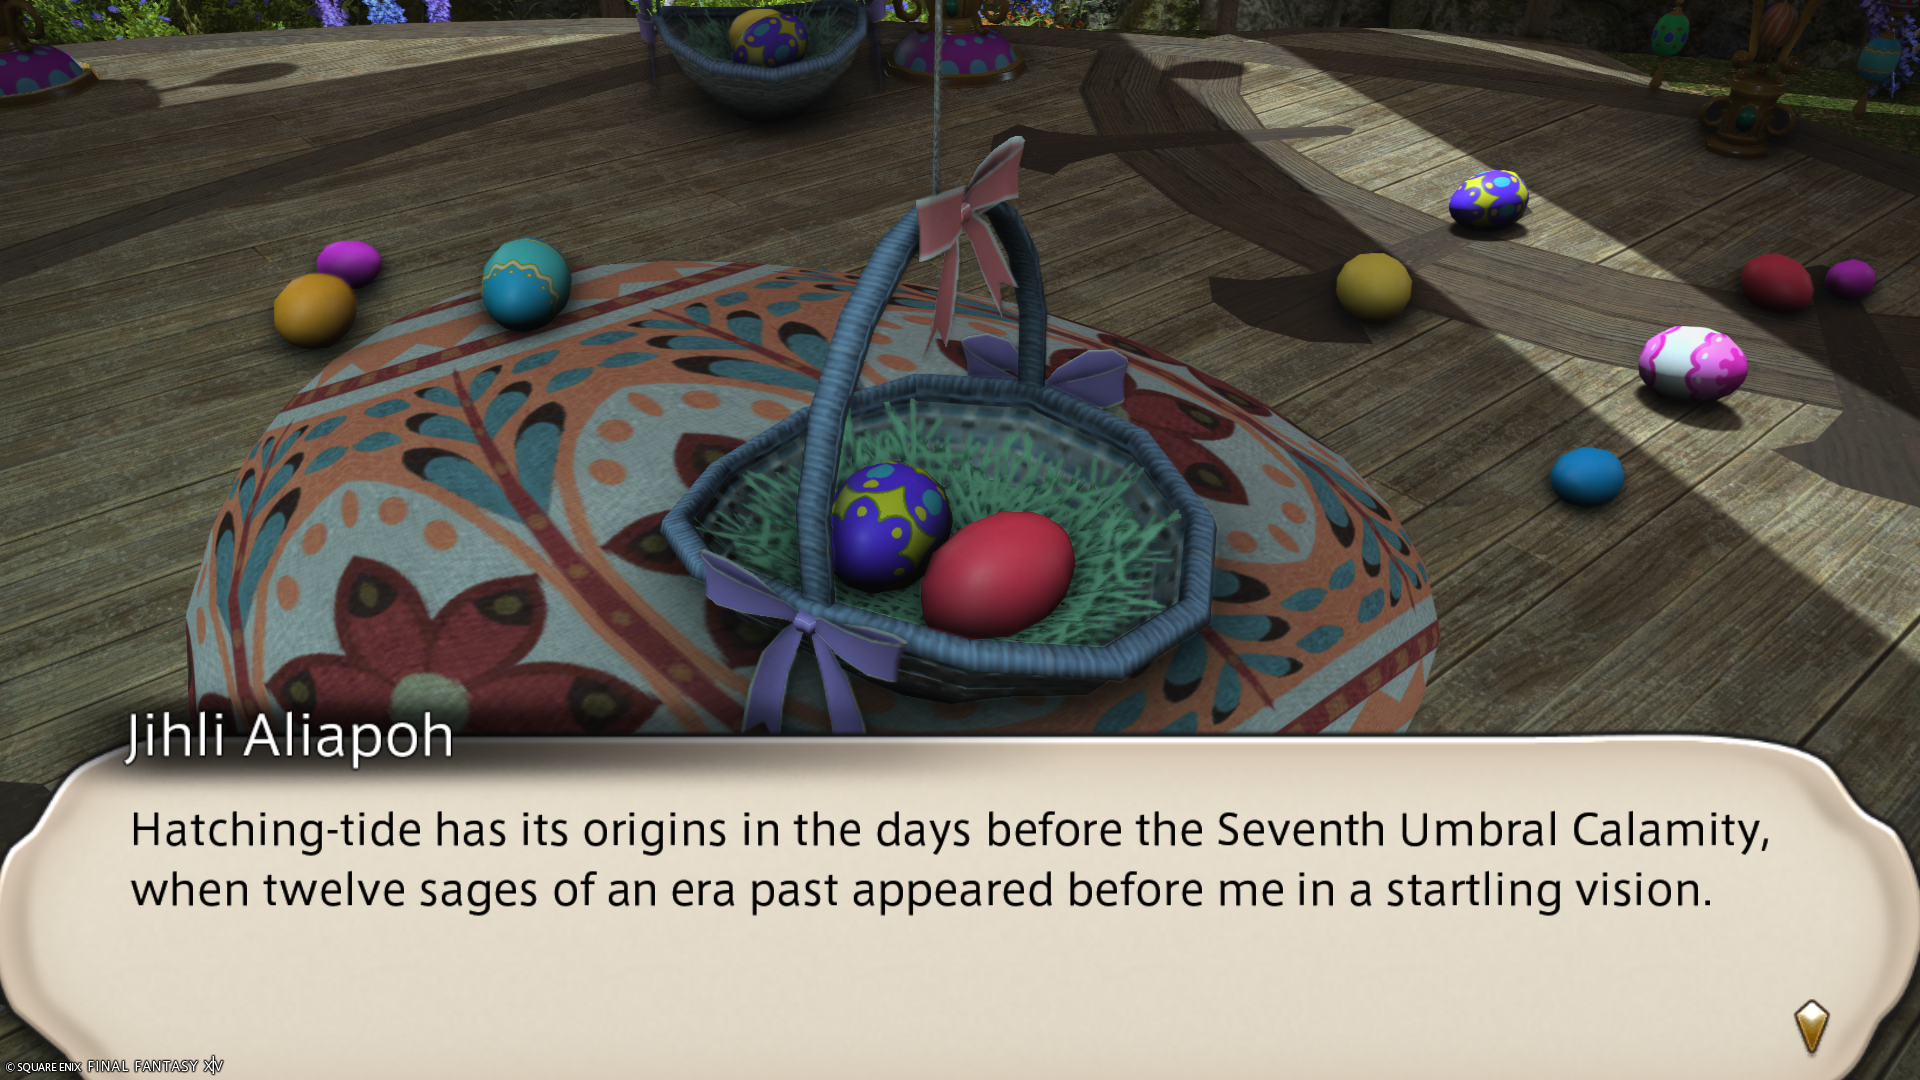 Jihli Aliapoh
Hatching-tide has its origins in the days before the Seventh Umbral Calamity,
when twelve sages of an era past appeared before me in a startling vision.
© SQUARE ENIX FINAL FANTASY XIV